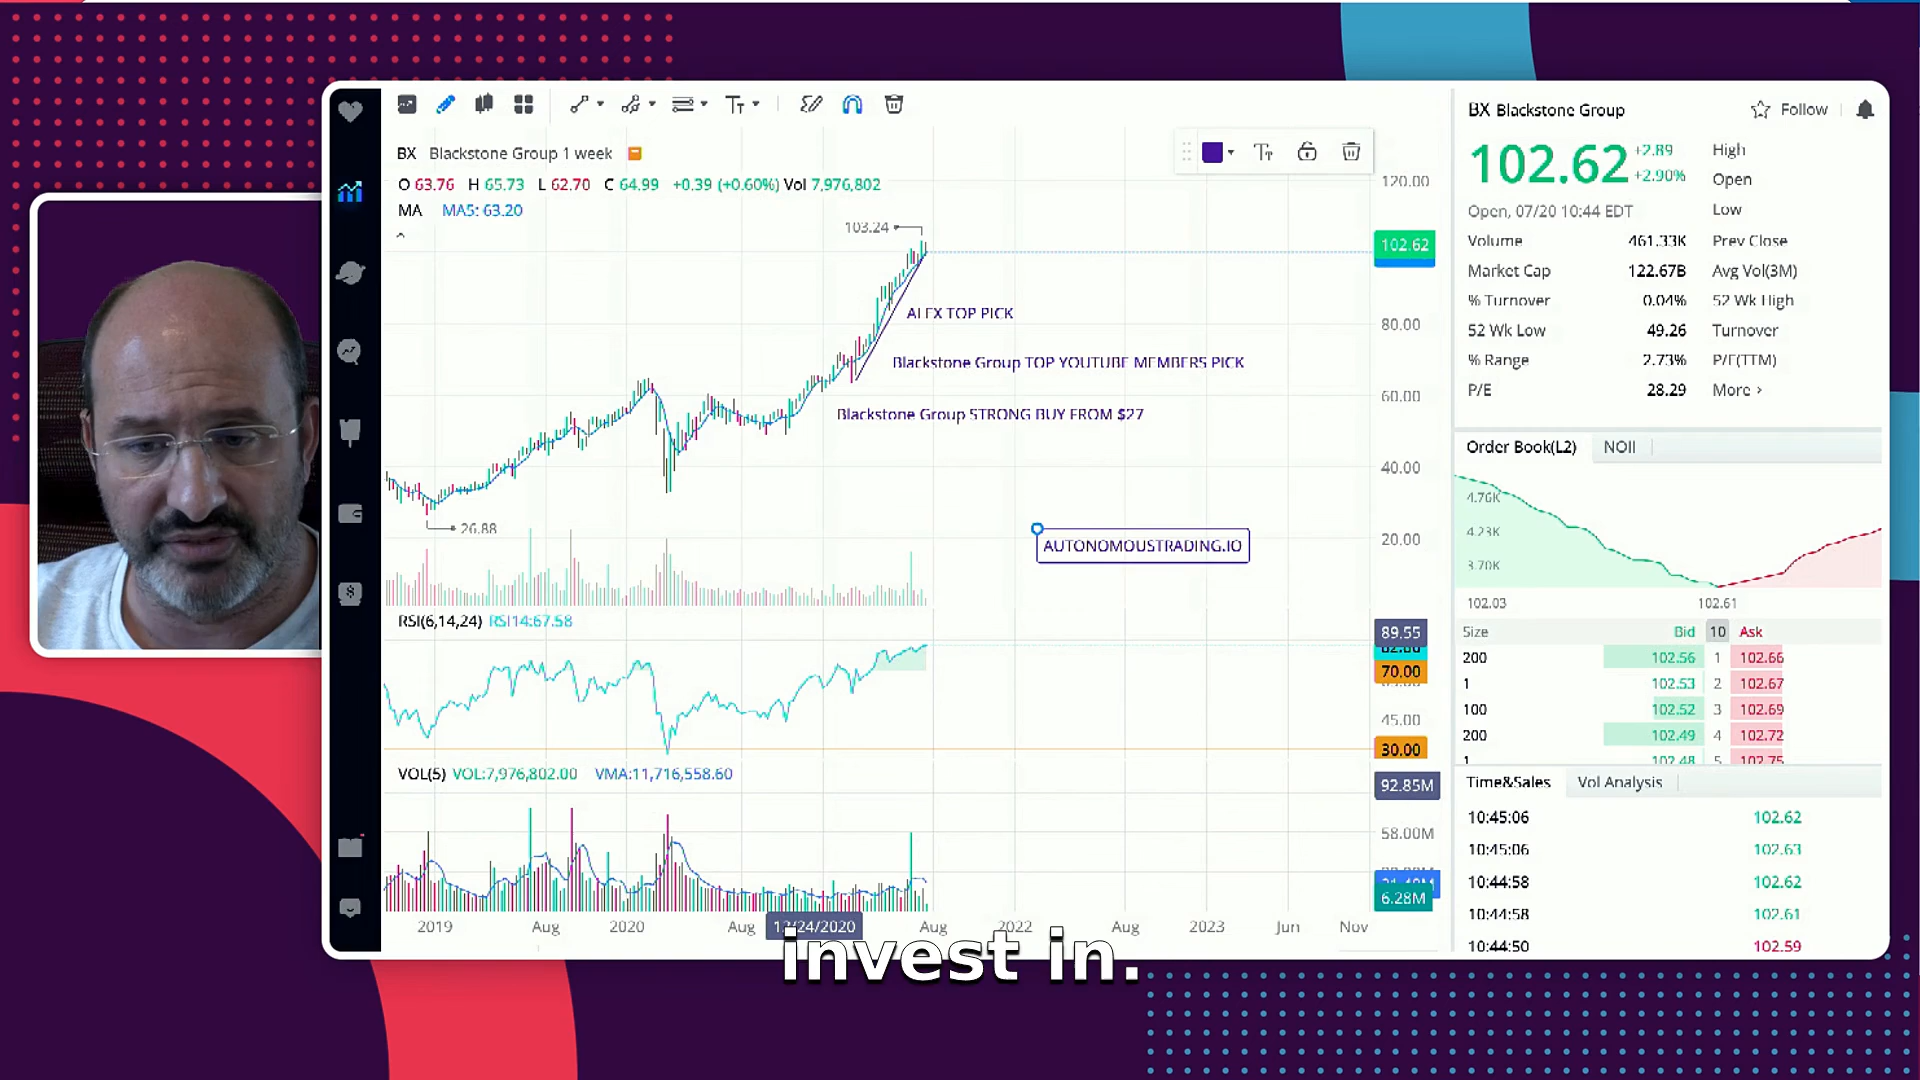 BX Blackstone Group 1 week
O 63.76 H 65.73 L 62.70 C 64.99 +0.39 (+0.60%) Vol 7,976,802
MA MA5: 63.20
103.24
ALEX TOP PICK
Blackstone Group TOP YOUTUBE MEMBERS PICK
Blackstone Group STRONG BUY FROM $27
26.88
AUTONOMOUSTRADING.IO
120.00
102.62
80.00
60.00
40.00
20.00
RSI(6,14,24) RSI14:67.58
89.55
70.00
45.00
30.00
VOL(5) VOL:7,976,802.00 VMA:11,716,558.60
92.85M
58.00M
6.28M
2019 Aug 2020 Aug 12/24/2020 Aug 2022 Aug 2023 Jun Nov
invest in.
BX Blackstone Group Follow
102.62 +2.89 +2.90%
High
Open
Open, 07/20 10:44 EDT Low
Volume 461.33K Prev Close
Market Cap 122.67B Avg Vol(3M)
% Turnover 0.04% 52 Wk High
52 Wk Low 49.26 Turnover
% Range 2.73% P/E(TTM)
P/E 28.29 More >
Order Book(L2) NOII
4.76K
4.23K
3.70K
102.03 102.61
Size Bid 10 Ask
200 102.56 1 102.66
1 102.53 2 102.67
100 102.52 3 102.69
200 102.49 4 102.72
1 102.48 5 102.75
Time&Sales Vol Analysis
10:45:06 102.62
10:45:06 102.63
10:44:58 102.62
10:44:58 102.61
10:44:50 102.59